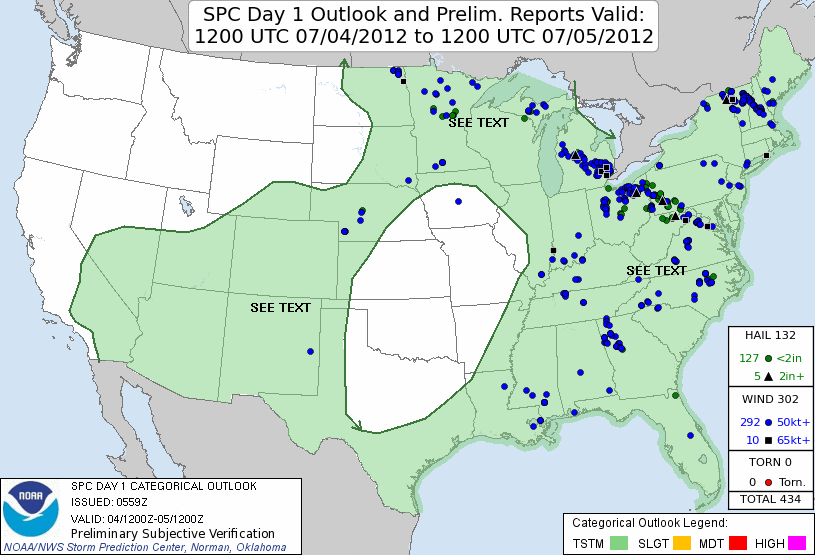 SPC Day 1 Outlook and Prelim. Reports Valid:
1200 UTC 07/04/2012 to 1200 UTC 07/05/2012
SEE TEXT
SEE TEXT
SEE TEXT
HAIL 132
127 <2in
5 2in+
WIND 302
292 50kt+
10 65kt+
TORN 0
0 Torn.
TOTAL 434
NOAA
SPC DAY 1 CATEGORICAL OUTLOOK
ISSUED: 0559Z
VALID: 04/1200Z-05/1200Z
Preliminary Subjective Verification
NOAA/NWS Storm Prediction Center, Norman, Oklahoma
Categorical Outlook Legend:
TSTM SLGT MDT HIGH